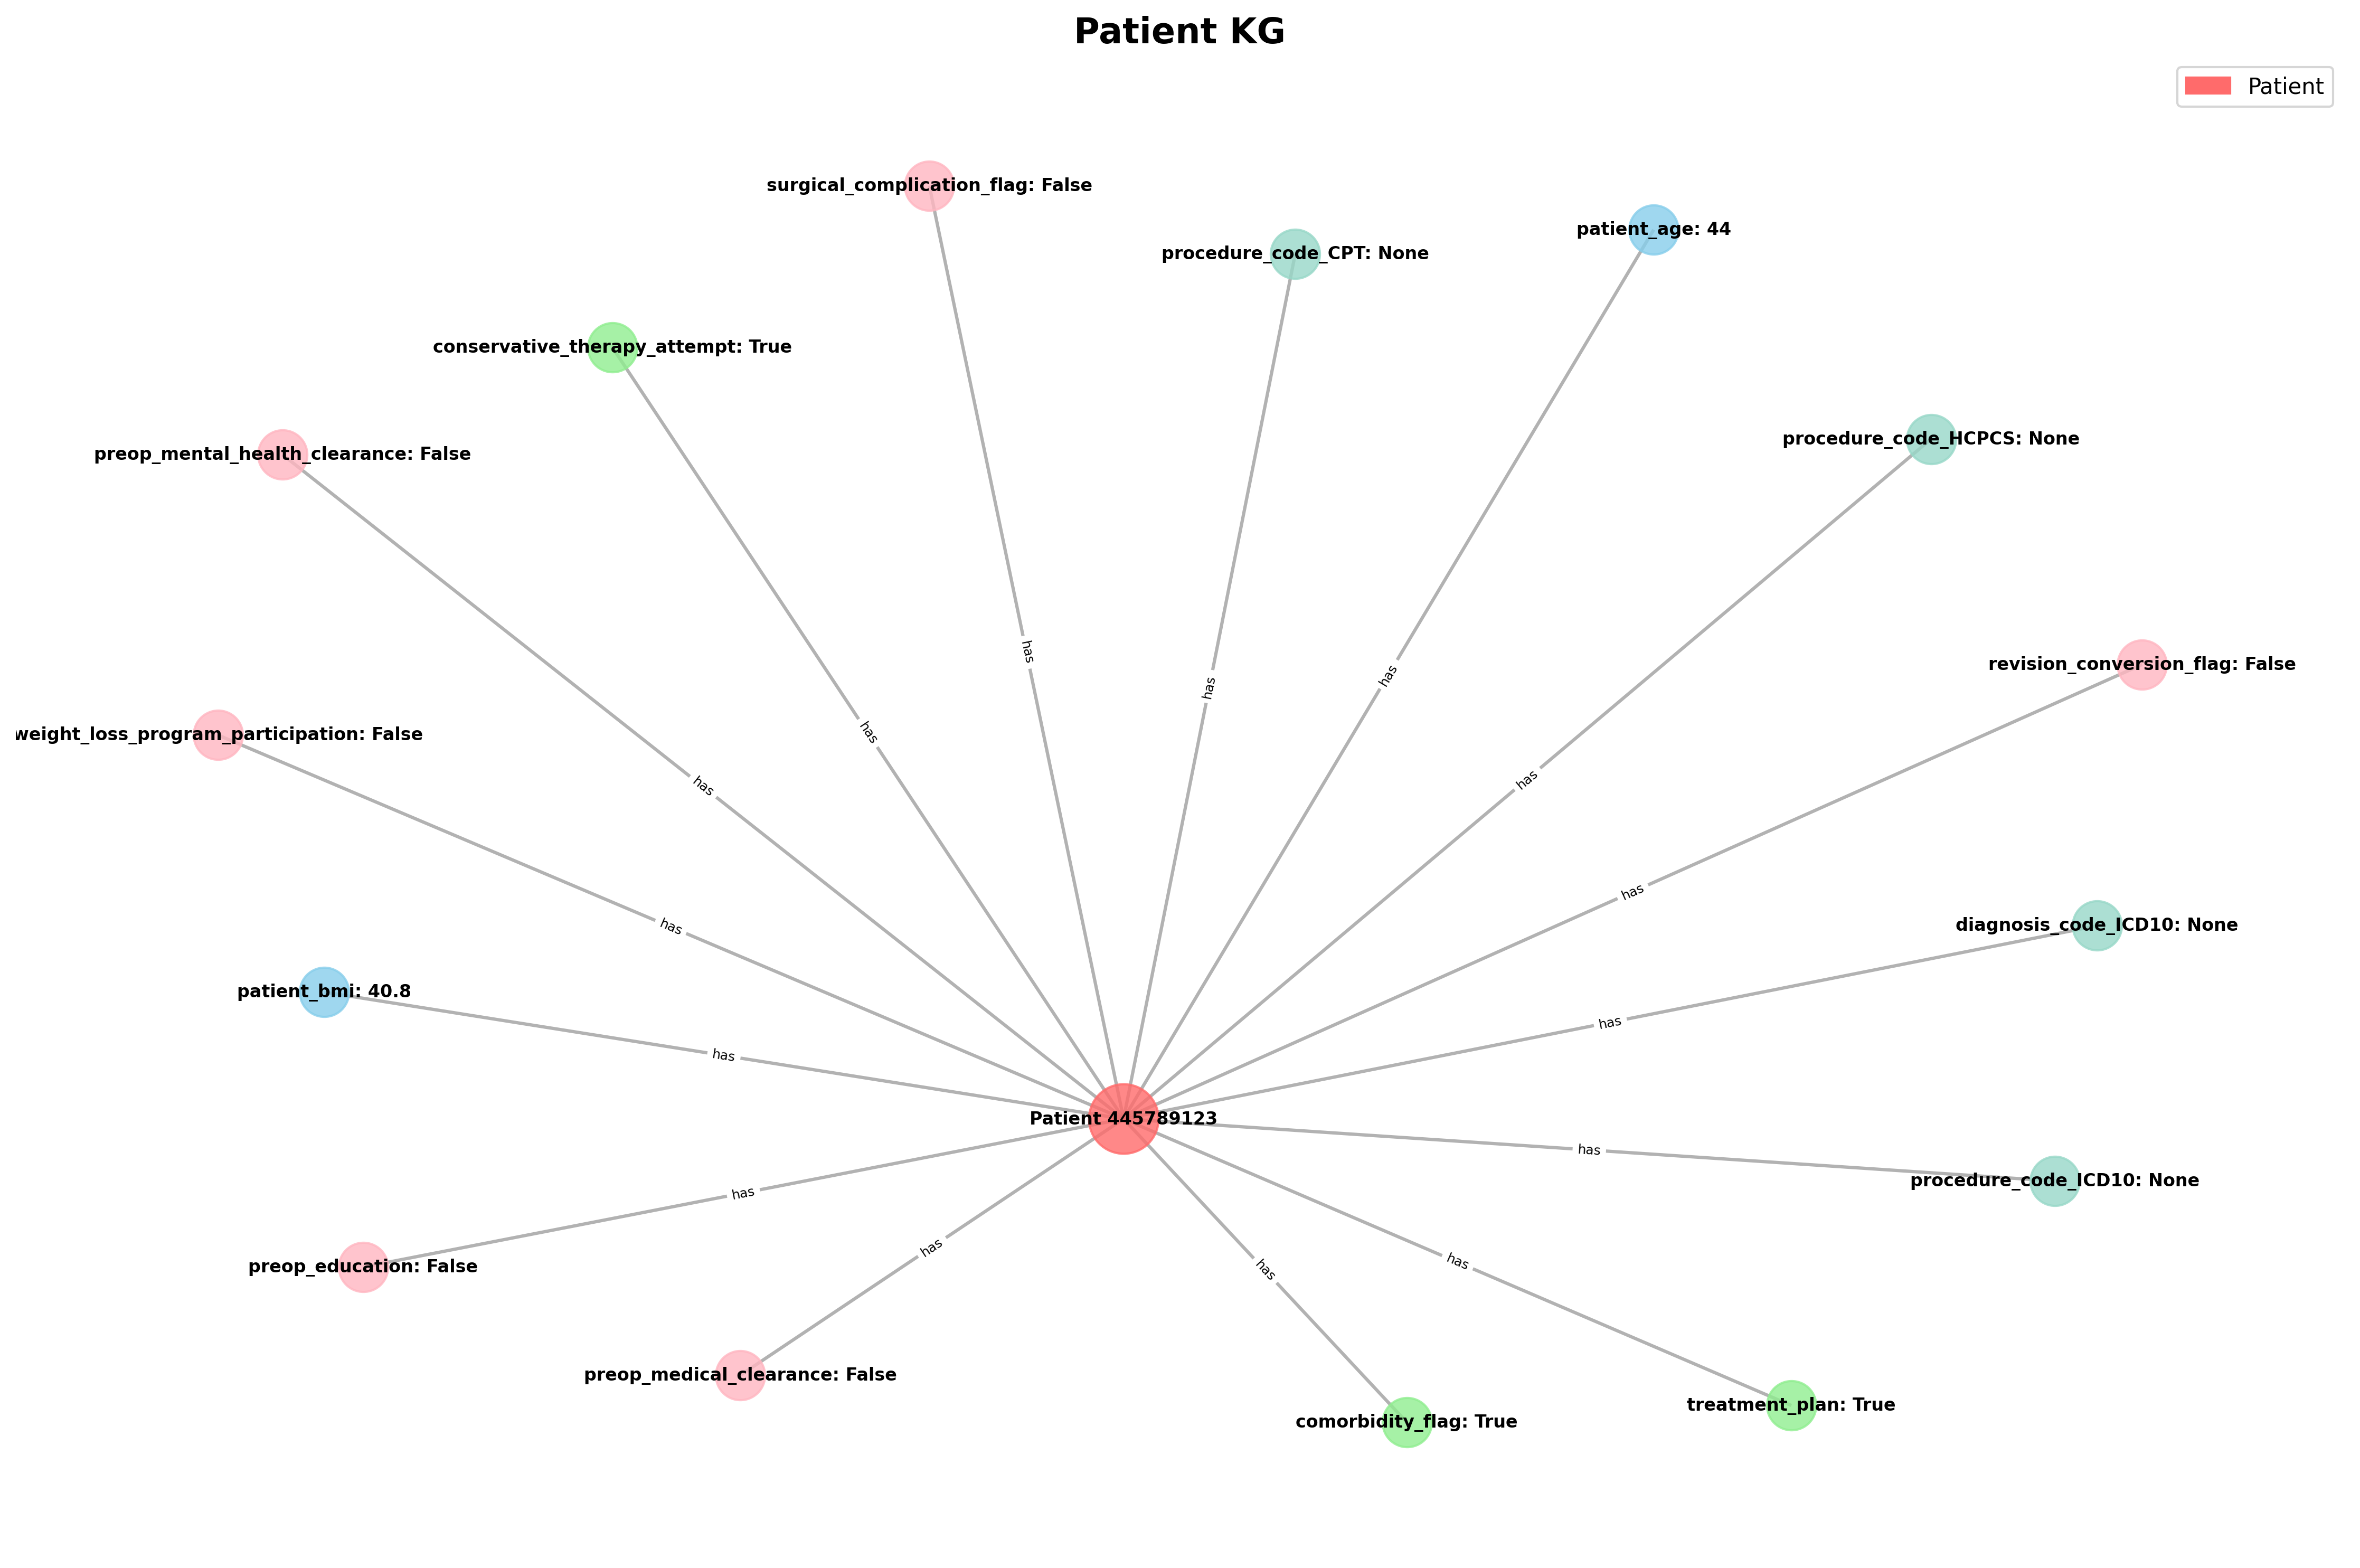 Patient KG
Patient
surgical_complication_flag: False
patient_age: 44
procedure_code_CPT: None
conservative_therapy_attempt: True
procedure_code_HCPCS: None
preop_mental_health_clearance: False
has
revision_conversion_flag: False
has
has
has
weight_loss_program_participation: False
has
has
has
diagnosis_code_ICD10: None
has
patient_bmi: 40.8
has
has
Patient 445789123
has
procedure_code_ICD10: None
has
has
has
preop_education: False
has
preop_medical_clearance: False
treatment_plan: True
comorbidity_flag: True